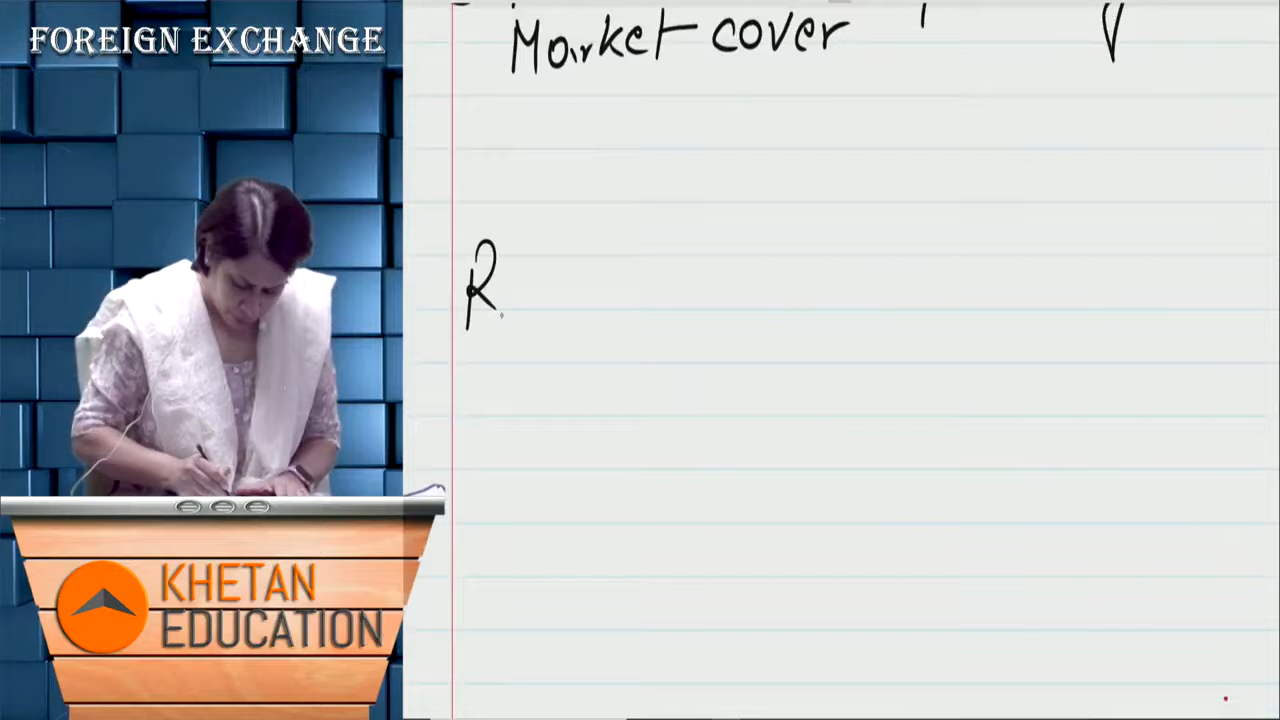 FOREIGN EXCHANGE
Market cover
R
KHETAN
EDUCATION